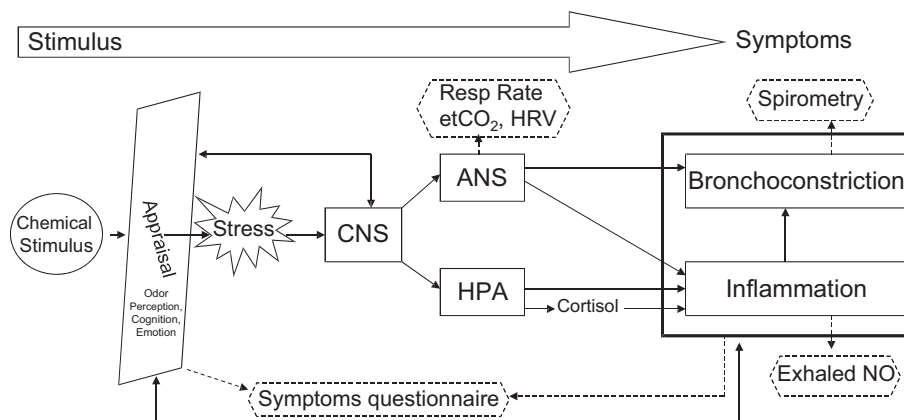 Stimulus
Symptoms
Resp Rate
etCO₂, HRV
Spirometry
Chemical
Stimulus
Appraisal
Odor
Perception,
Cognition,
Emotion
Stress
CNS
ANS
HPA
Cortisol
Bronchoconstriction
Inflammation
Symptoms questionnaire
Exhaled NO